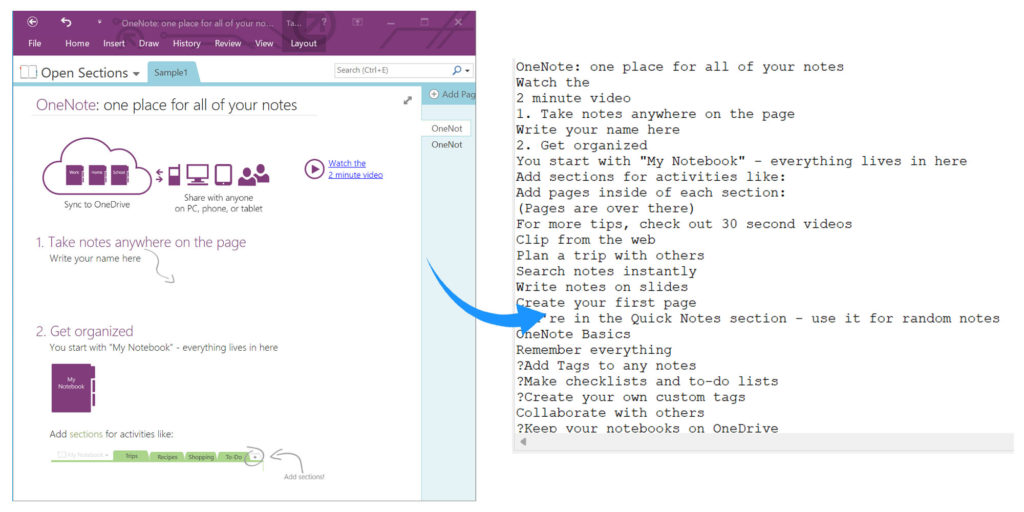 OneNote: one place for all of your no... Ta... ?
File Home Insert Draw History Review View Layout
Open Sections Sample1 Search (Ctrl+E)
Add Pag
OneNote: one place for all of your notes
OneNot
OneNot
Work Home School
Watch the
2 minute video
Sync to OneDrive
Share with anyone
on PC, phone, or tablet
1. Take notes anywhere on the page
Write your name here
2. Get organized
You start with "My Notebook" - everything lives in here
My
Notebook
Add sections for activities like:
My Notebook Trips Recipes Shopping To-Do +
Add sections!
OneNote: one place for all of your notes
Watch the
2 minute video
1. Take notes anywhere on the page
Write your name here
2. Get organized
You start with "My Notebook" - everything lives in here
Add sections for activities like:
Add pages inside of each section:
(Pages are over there)
For more tips, check out 30 second videos
Clip from the web
Plan a trip with others
Search notes instantly
Write notes on slides
Create your first page
're in the Quick Notes section - use it for random notes
OneNote Basics
Remember everything
?Add Tags to any notes
?Make checklists and to-do lists
?Create your own custom tags
Collaborate with others
?Keep your notebooks on OneDrive